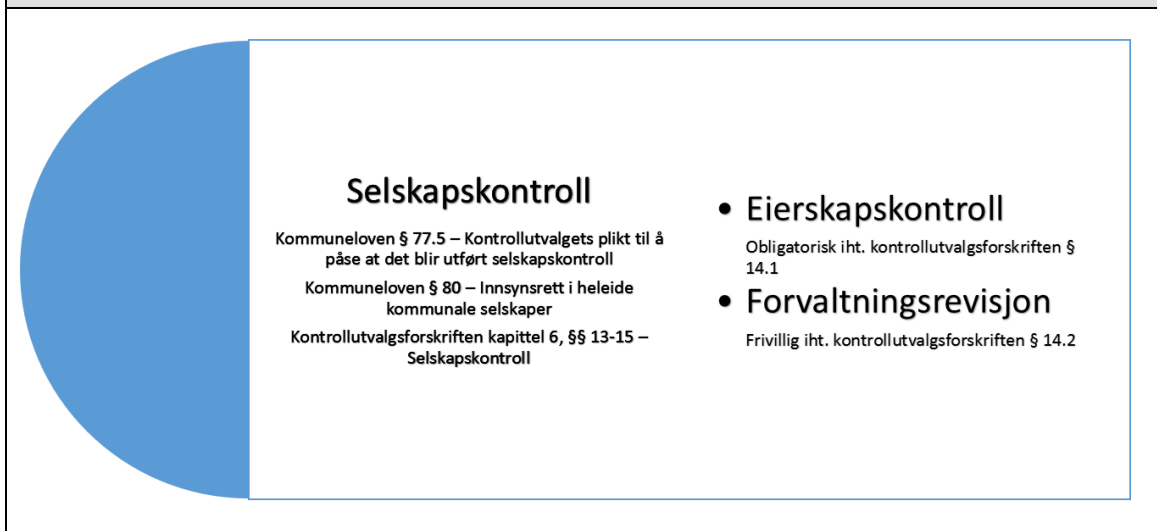 Selskapskontroll
Kommuneloven § 77.5 – Kontrollutvalgets plikt til å
påse at det blir utført selskapskontroll
Kommuneloven § 80 – Innsynsrett i heleide
kommunale selskaper
Kontrollutvalgsforskriften kapittel 6, §§ 13-15 –
Selskapskontroll
• Eierskapskontroll
Obligatorisk iht. kontrollutvalgsforskriften §
14.1
• Forvaltningsrevisjon
Frivillig iht. kontrollutvalgsforskriften § 14.2